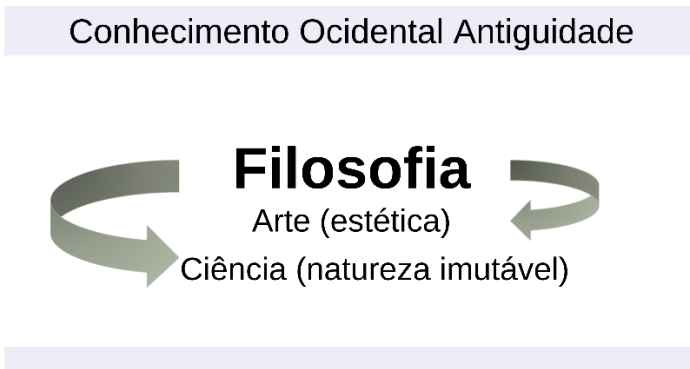 Conhecimento Ocidental Antiguidade
Filosofia
Arte (estética)
Ciência (natureza imutável)